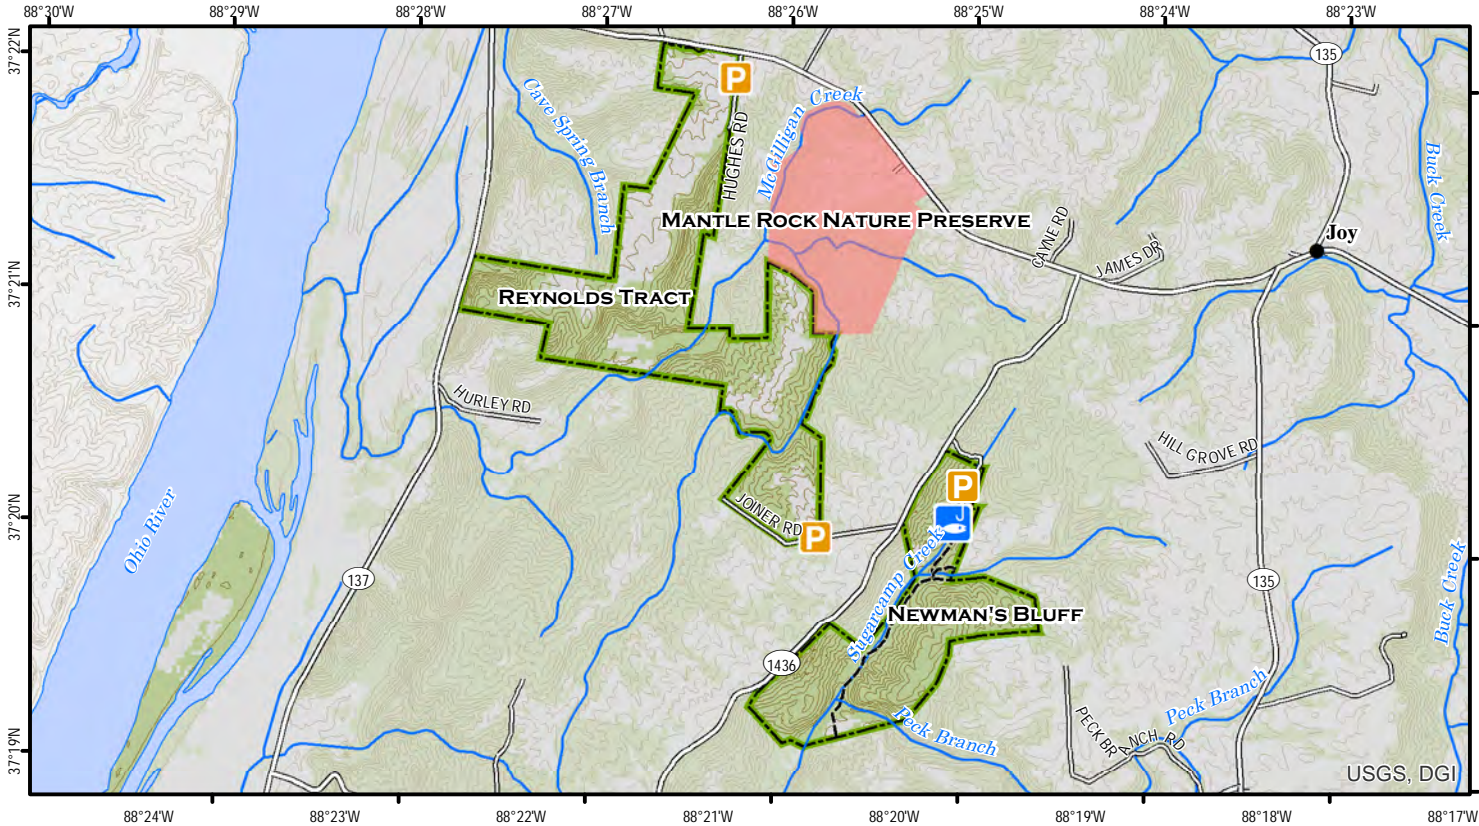 88°30'W 88°29'W 88°28'W 88°27'W 88°26'W 88°25'W 88°24'W 88°23'W
37°22'N
37°21'N
37°20'N
37°19'N
135
P
McGilligan Creek
Cave Spring Branch
HUGHES RD
Buck Creek
MANTLE ROCK NATURE PRESERVE
CAYNE RD
JAMES DR
Joy
REYNOLDS TRACT
HURLEY RD
HILL GROVE RD
P
JOINER RD
P
Ohio River
137
Sugarcamp Creek
135
Buck Creek
NEWMAN'S BLUFF
1436
Peck Branch
Peck Branch
PECK BRANCH RD
USGS, DGI
88°24'W 88°23'W 88°22'W 88°21'W 88°20'W 88°19'W 88°18'W 88°17'W